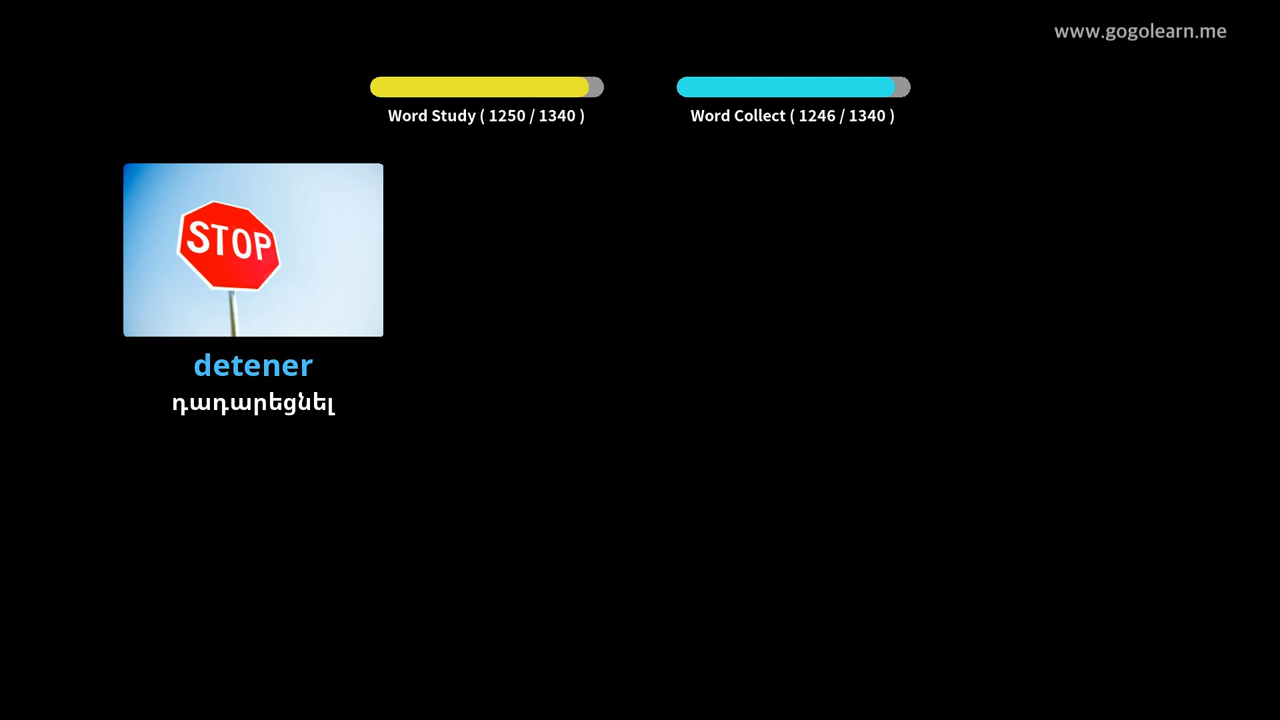 www.gogolearn.me
Word Study ( 1250 / 1340 )
Word Collect ( 1246 / 1340 )
STOP
detener
դադարեցնել